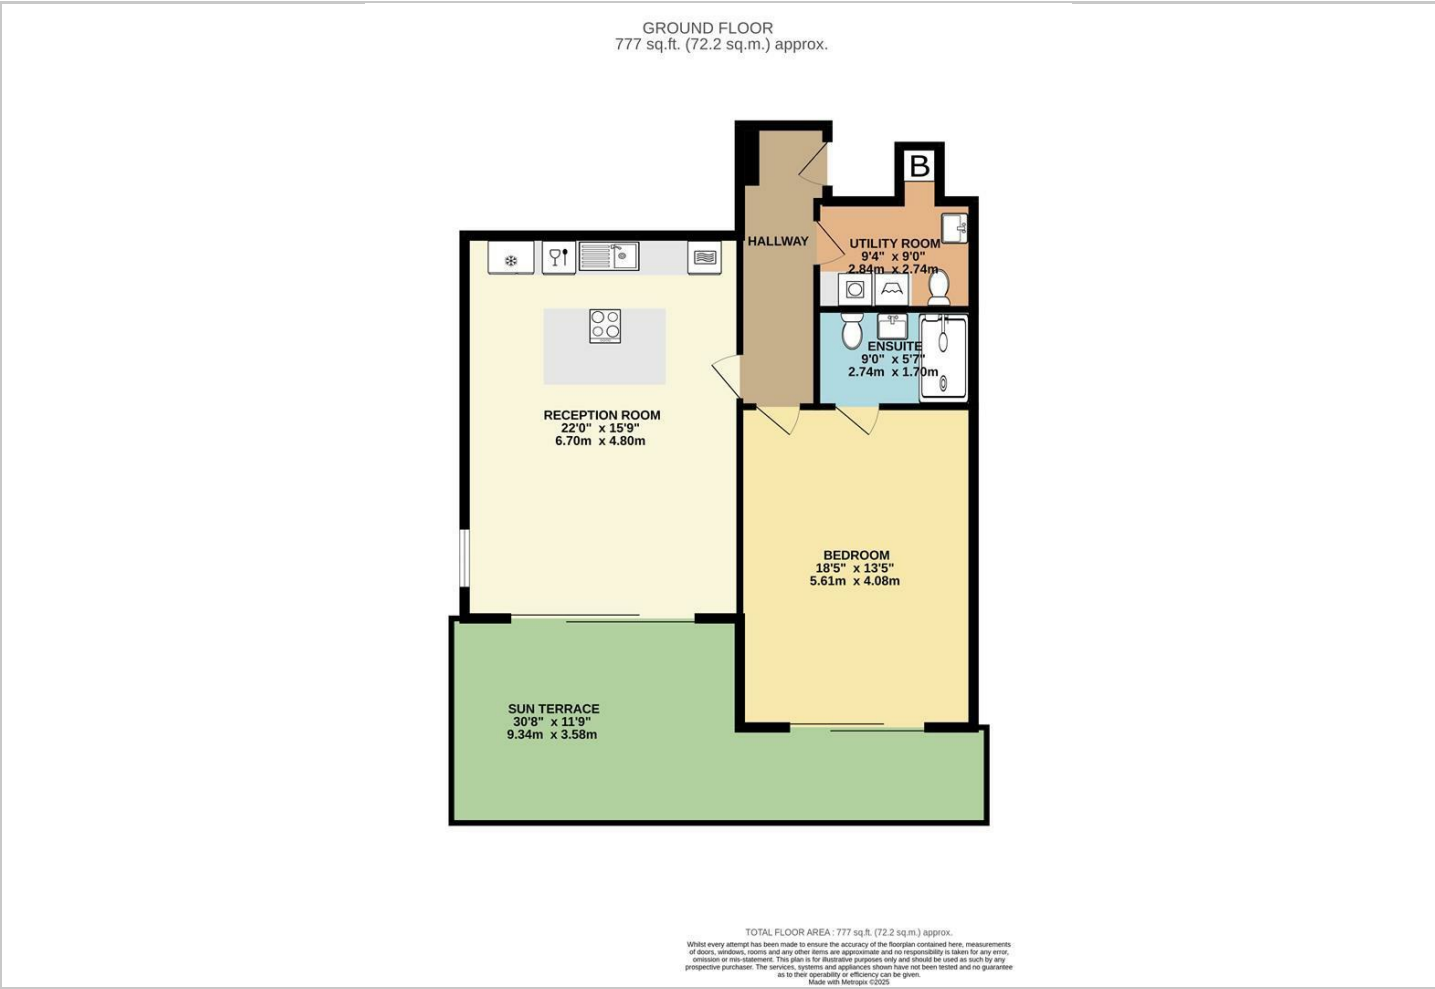 GROUND FLOOR
777 sq.ft. (72.2 sq.m.) approx.
B
HALLWAY
UTILITY ROOM
9'4" x 9'0"
2.84m x 2.74m
ENSUITE
9'0" x 5'7"
2.74m x 1.70m
RECEPTION ROOM
22'0" x 15'9"
6.70m x 4.80m
BEDROOM
18'5" x 13'5"
5.61m x 4.08m
SUN TERRACE
30'8" x 11'9"
9.34m x 3.58m
TOTAL FLOOR AREA : 777 sq.ft. (72.2 sq.m.) approx.
Whilst every attempt has been made to ensure the accuracy of the floorplan contained here, measurements
of doors, windows, rooms and any other items are approximate and no responsibility is taken for any error,
omission or mis-statement. This plan is for illustrative purposes only and should be used as such by any
prospective purchaser. The services, systems and appliances shown have not been tested and no guarantee
as to their operability or efficiency can be given.
Made with Metropix ©2025